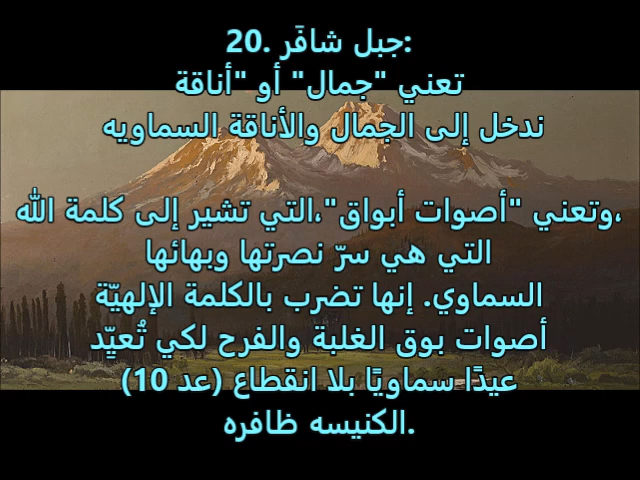 20. جبل شافَر:
تعني "جمال" أو "أناقة
ندخل إلى الجمال والأناقة السماويه
وتعني "أصوات أبواق"،التي تشير إلى كلمة الله،
التي هي سرّ نصرتها وبهائها
السماوي. إنها تضرب بالكلمة الإلهيّة
أصوات بوق الغلبة والفرح لكي تُعيِّد
عيدًا سماويًا بلا انقطاع (عد 10)
الكنيسه ظافره.